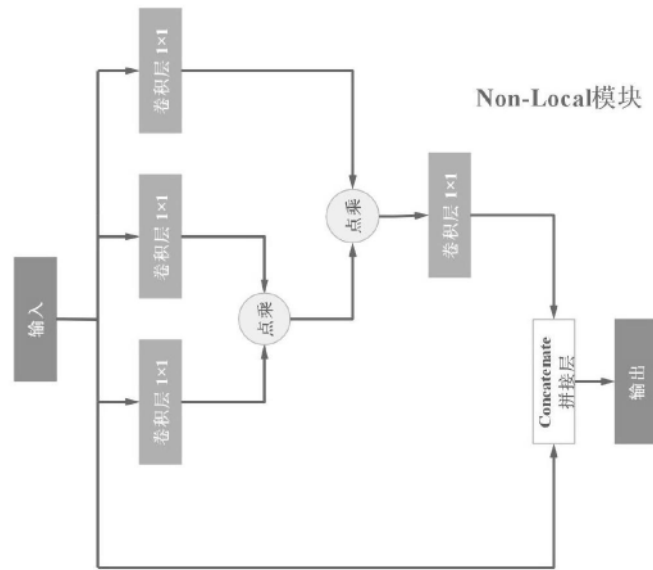 Non-Local模块
输入
卷积层 1×1
卷积层 1×1
卷积层 1×1
点乘
点乘
卷积层 1×1
Concatenate
拼接层
输出